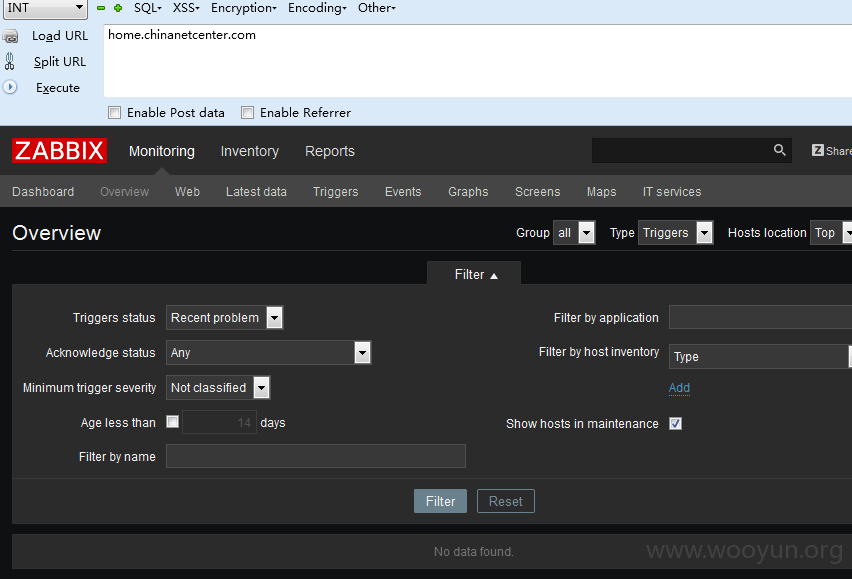 INT SQL XSS Encryption Encoding Other
Load URL
home.chinanetcenter.com
Split URL
Execute
Enable Post data Enable Referrer
ZABBIX Monitoring Inventory Reports Z Share
Dashboard Overview Web Latest data Triggers Events Graphs Screens Maps IT services
Overview Group all Type Triggers Hosts location Top
Filter ▲
Triggers status Recent problem Filter by application
Acknowledge status Any Filter by host inventory Type
Minimum trigger severity Not classified Add
Age less than 14 days Show hosts in maintenance
Filter by name
Filter Reset
No data found.
www.wooyun.org